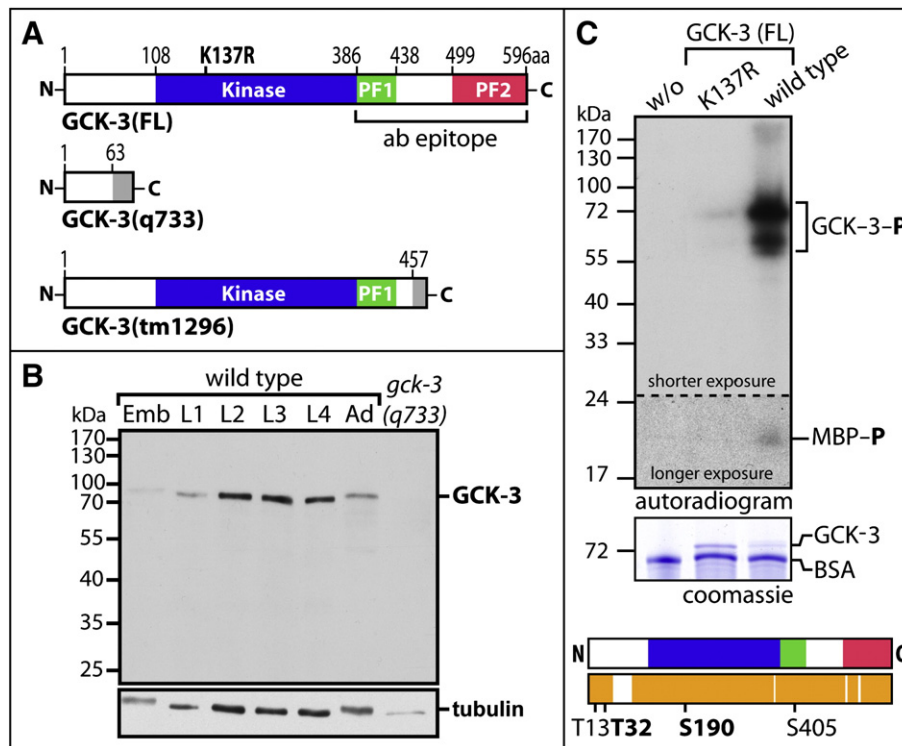 A
1 108 K137R 386 438 499 596aa
N Kinase PF1 PF2 C
GCK-3(FL)
ab epitope
1 63
N C
GCK-3(q733)
1 457
N Kinase PF1 C
GCK-3(tm1296)
B
wild type gck-3
kDa Emb L1 L2 L3 L4 Ad (q733)
170
130
100
70
55
40
35
25
GCK-3
tubulin
C
GCK-3 (FL)
w/o K137R wild type
kDa
170
130
100
72
55
40
33
24
17
GCK-3-P
shorter exposure
MBP-P
longer exposure
autoradiogram
72
GCK-3
BSA
coomassie
N C
T13 T32 S190 S405